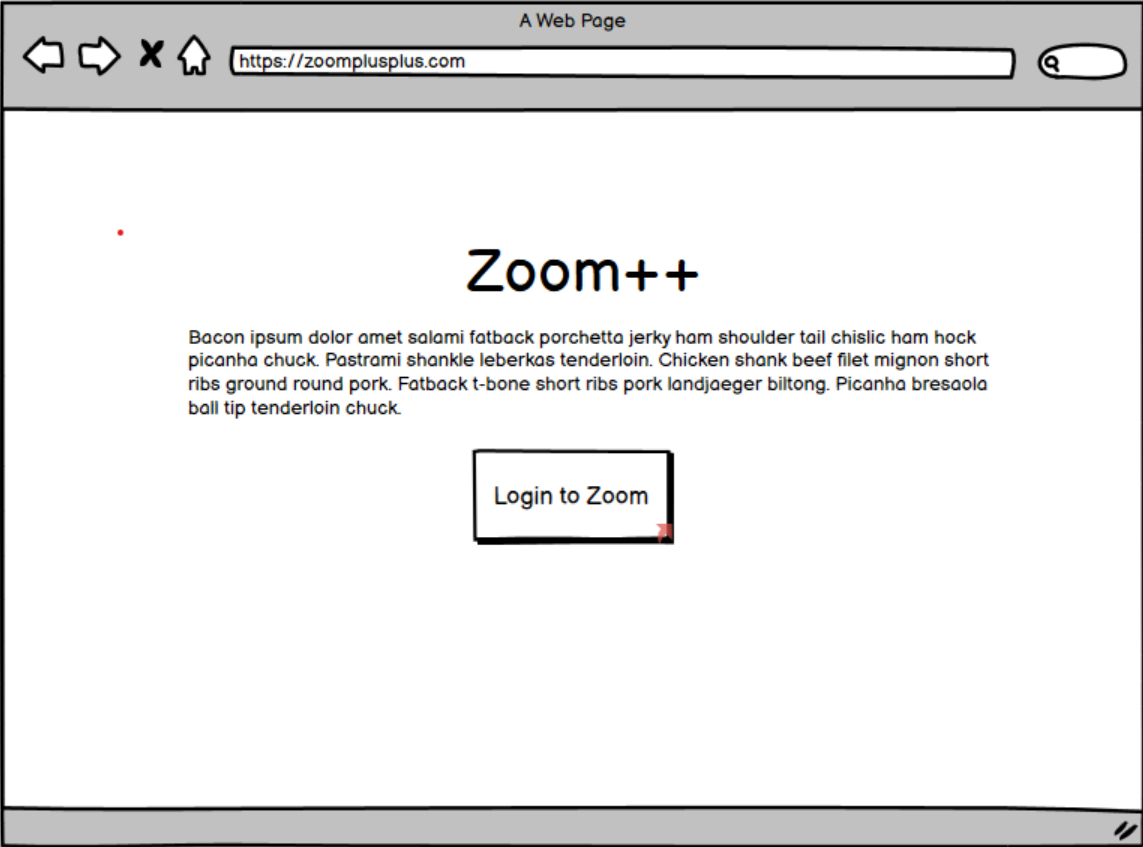 A Web Page
https://zoomplusplus.com
Zoom++
Bacon ipsum dolor amet salami fatback porchetta jerky ham shoulder tail chislic ham hock
picanha chuck. Pastrami shankle leberkas tenderloin. Chicken shank beef filet mignon short
ribs ground round pork. Fatback t-bone short ribs pork landjaeger biltong. Picanha bresaola
ball tip tenderloin chuck.
Login to Zoom